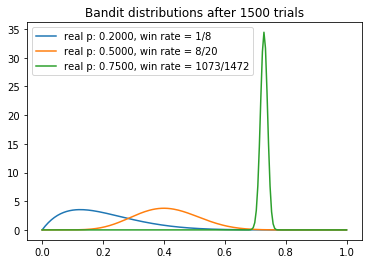 Bandit distributions after 1500 trials
real p: 0.2000, win rate = 1/8
real p: 0.5000, win rate = 8/20
real p: 0.7500, win rate = 1073/1472
35
30
25
20
15
10
5
0
0.0 0.2 0.4 0.6 0.8 1.0